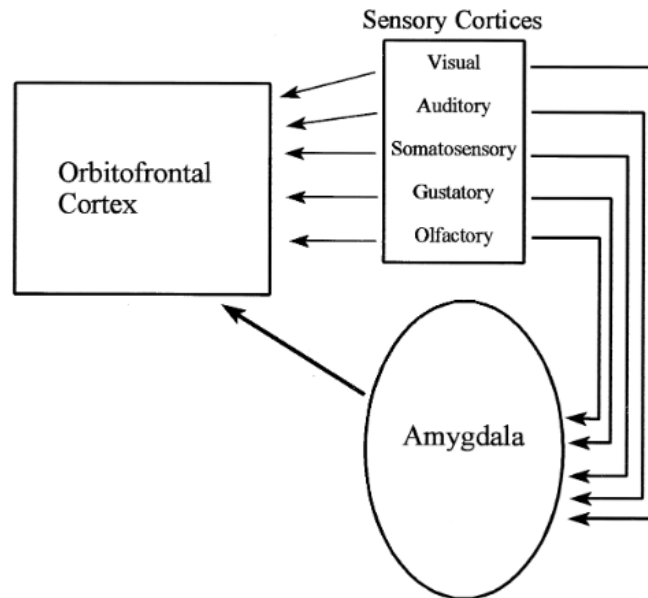 Sensory Cortices
Visual
Auditory
Somatosensory
Gustatory
Olfactory
Orbitofrontal
Cortex
Amygdala